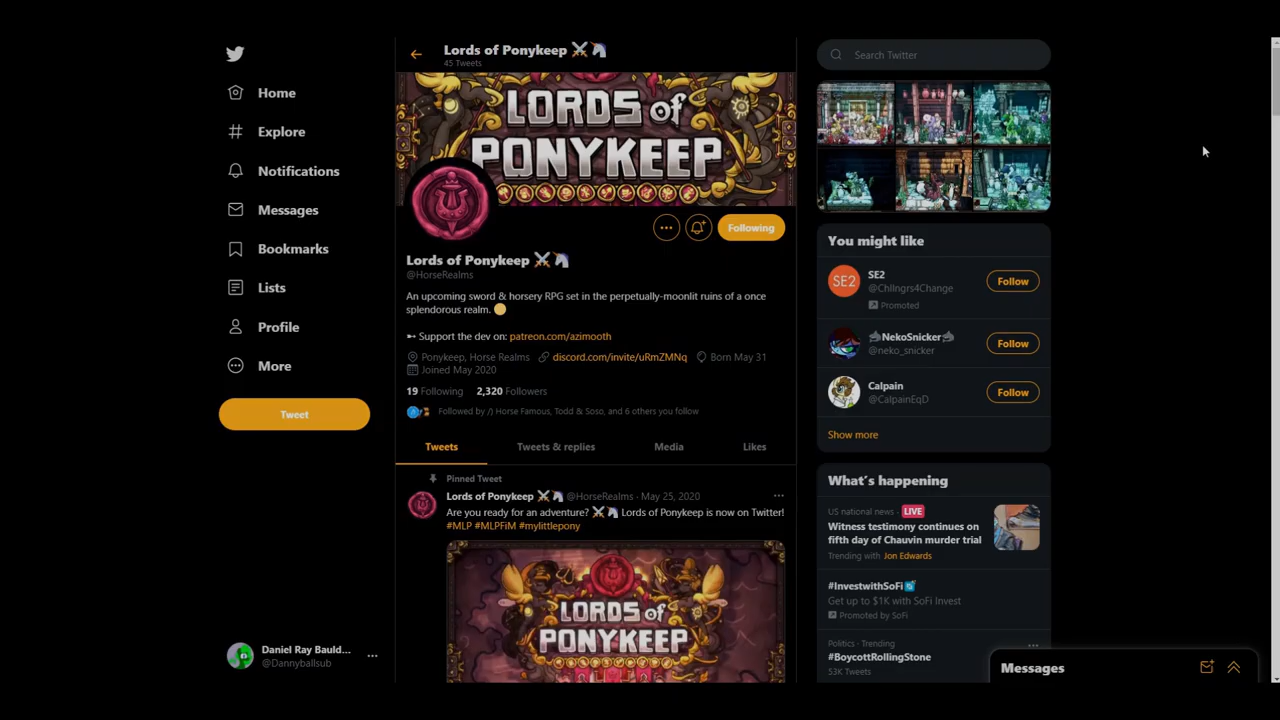 Home
Explore
Notifications
Messages
Bookmarks
Lists
Profile
More
Tweet
Daniel Ray Bauld...
@Dannyballsub
Lords of Ponykeep ⚔🦄
45 Tweets
LORDS of
PONYKEEP
Following
Lords of Ponykeep ⚔🦄
@HorseRealms
An upcoming sword & horsery RPG set in the perpetually-moonlit ruins of a once
splendorous realm. 🌕
➳ Support the dev on: patreon.com/azimooth
Ponykeep, Horse Realms discord.com/invite/uRmZMNq Born May 31
Joined May 2020
19 Following 2,320 Followers
Followed by /) Horse Famous, Todd & Soso, and 6 others you follow
Tweets Tweets & replies Media Likes
Pinned Tweet
Lords of Ponykeep ⚔🦄 @HorseRealms · May 25, 2020
Are you ready for an adventure? ⚔🦄 Lords of Ponykeep is now on Twitter!
#MLP #MLPFiM #mylittlepony
LORDS of
PONYKEEP
Search Twitter
You might like
SE2
SE2
@ChlIngrs4Change
Promoted
Follow
🦈NekoSnicker🦈
@neko_snicker
Follow
Calpain
@CalpainEqD
Follow
Show more
What's happening
US national news · LIVE
Witness testimony continues on
fifth day of Chauvin murder trial
Trending with Jon Edwards
#InvestwithSoFi
Get up to $1K with SoFi Invest
Promoted by SoFi
Politics · Trending
#BoycottRollingStone
53K Tweets
Messages